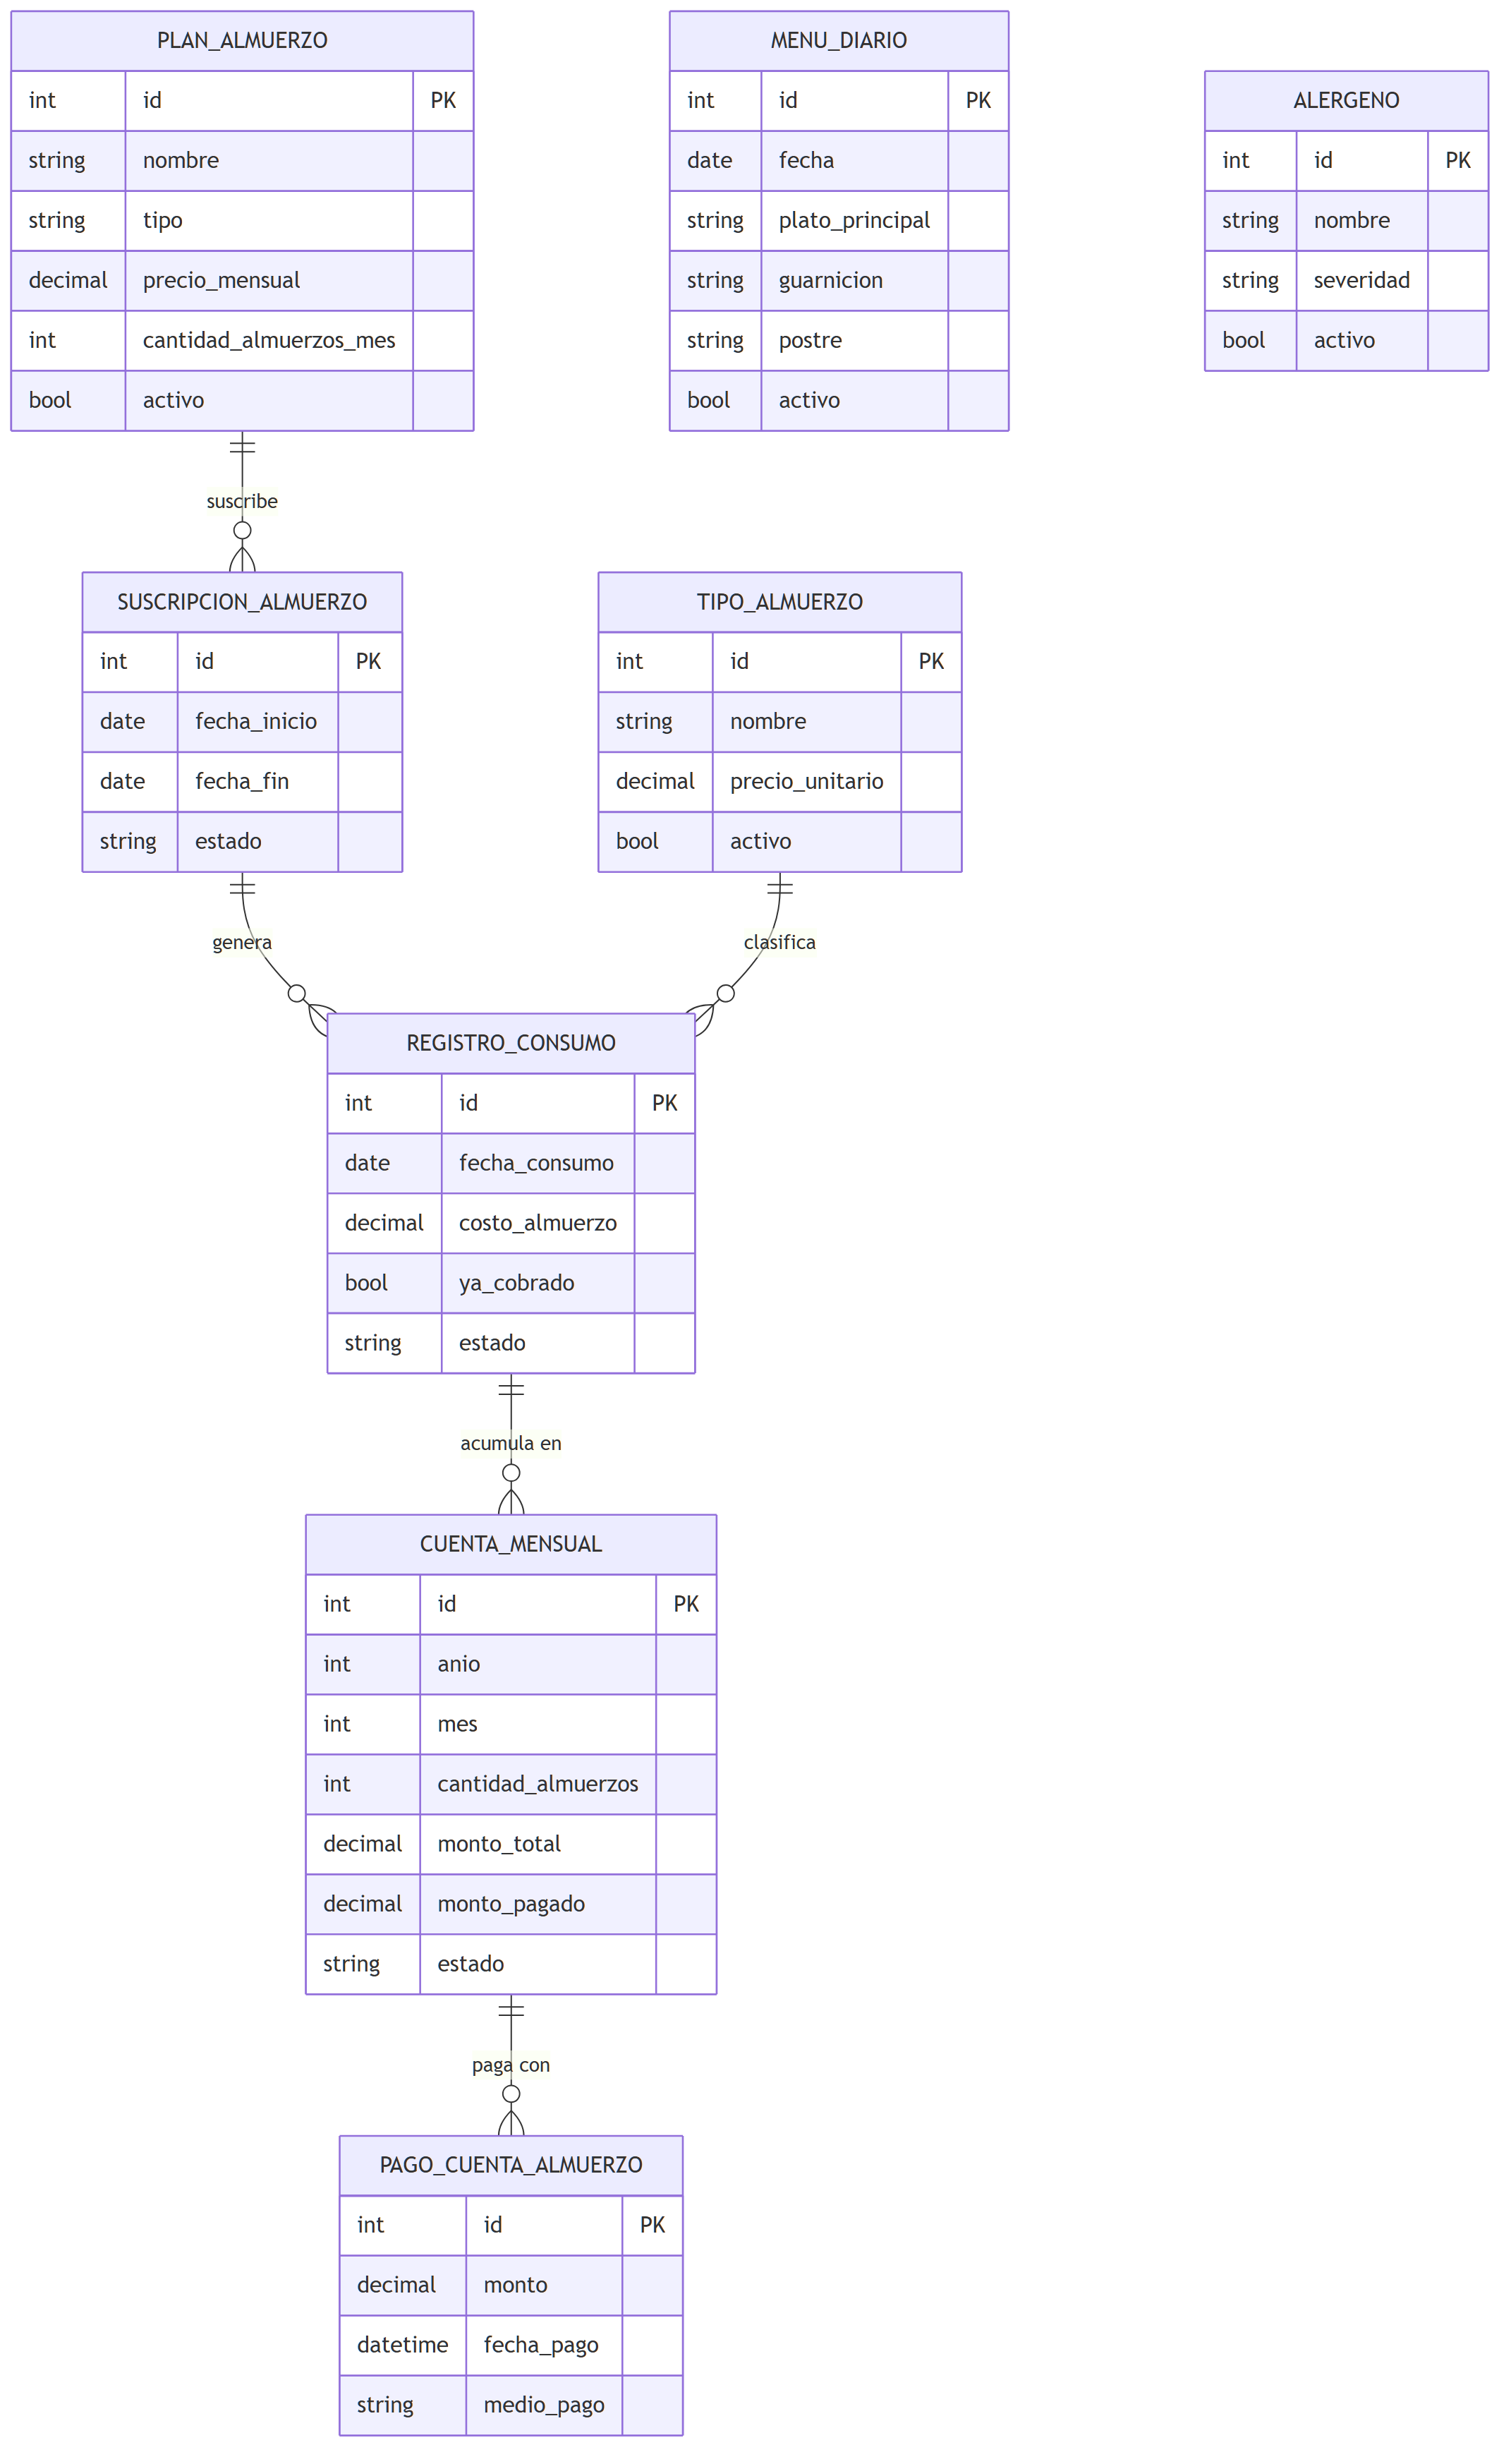 PLAN_ALMUERZO
int id PK
string nombre
string tipo
decimal precio_mensual
int cantidad_almuerzos_mes
bool activo
MENU_DIARIO
int id PK
date fecha
string plato_principal
string guarnicion
string postre
bool activo
ALERGENO
int id PK
string nombre
string severidad
bool activo
suscribe
SUSCRIPCION_ALMUERZO
int id PK
date fecha_inicio
date fecha_fin
string estado
TIPO_ALMUERZO
int id PK
string nombre
decimal precio_unitario
bool activo
genera
clasifica
REGISTRO_CONSUMO
int id PK
date fecha_consumo
decimal costo_almuerzo
bool ya_cobrado
string estado
acumula en
CUENTA_MENSUAL
int id PK
int anio
int mes
int cantidad_almuerzos
decimal monto_total
decimal monto_pagado
string estado
paga con
PAGO_CUENTA_ALMUERZO
int id PK
decimal monto
datetime fecha_pago
string medio_pago